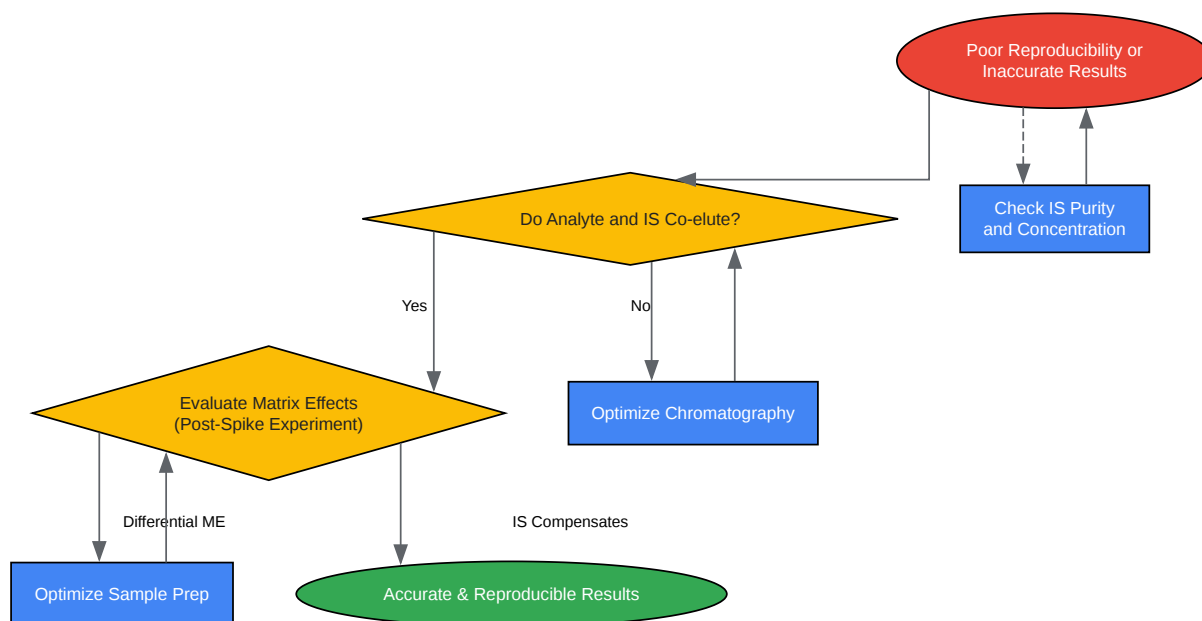 Poor Reproducibility or
Inaccurate Results
Check IS Purity
and Concentration
Do Analyte and IS Co-elute?
Yes
No
Evaluate Matrix Effects
(Post-Spike Experiment)
Optimize Chromatography
Differential ME
IS Compensates
Optimize Sample Prep
Accurate & Reproducible Results